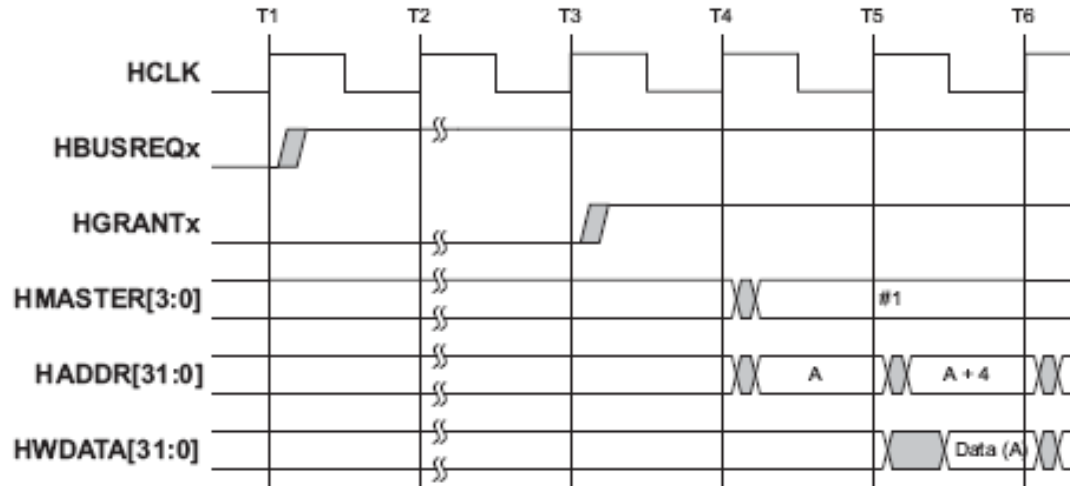 T1 T2 T3 T4 T5 T6
HCLK
HBUSREQx
HGRANTx
HMASTER[3:0] #1
HADDR[31:0] A A + 4
HWDATA[31:0] Data (A)